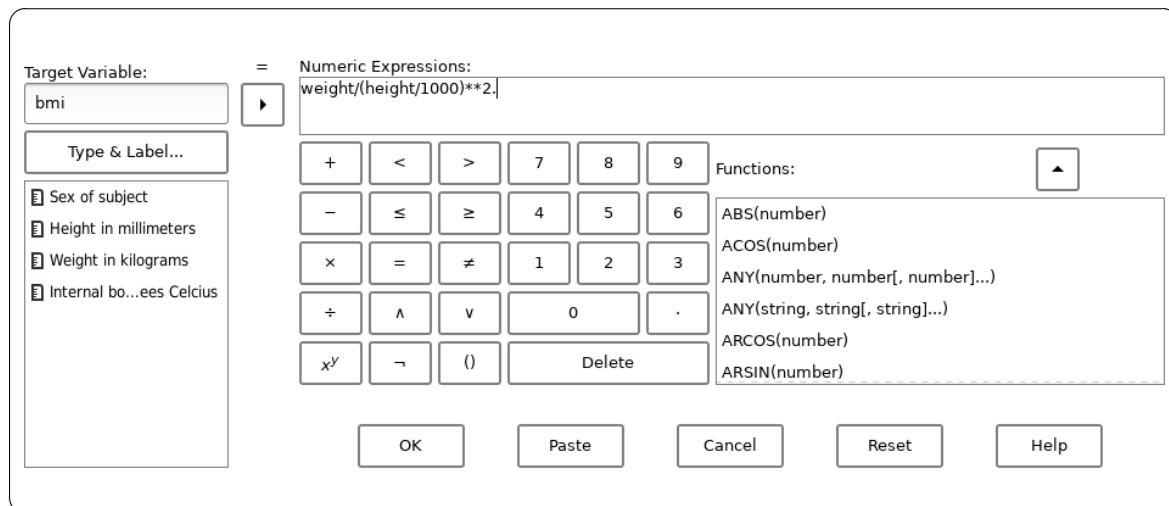 Target Variable:
=
Numeric Expressions:
bmi
weight/(height/1000)**2.
Type & Label...
Sex of subject
Height in millimeters
Weight in kilograms
Internal bo...ees Celcius
+ < > 7 8 9
− ≤ ≥ 4 5 6
× = ≠ 1 2 3
÷ ∧ ∨ 0 ·
xʸ ¬ () Delete
Functions:
ABS(number)
ACOS(number)
ANY(number, number[, number]...)
ANY(string, string[, string]...)
ARCOS(number)
ARSIN(number)
OK Paste Cancel Reset Help